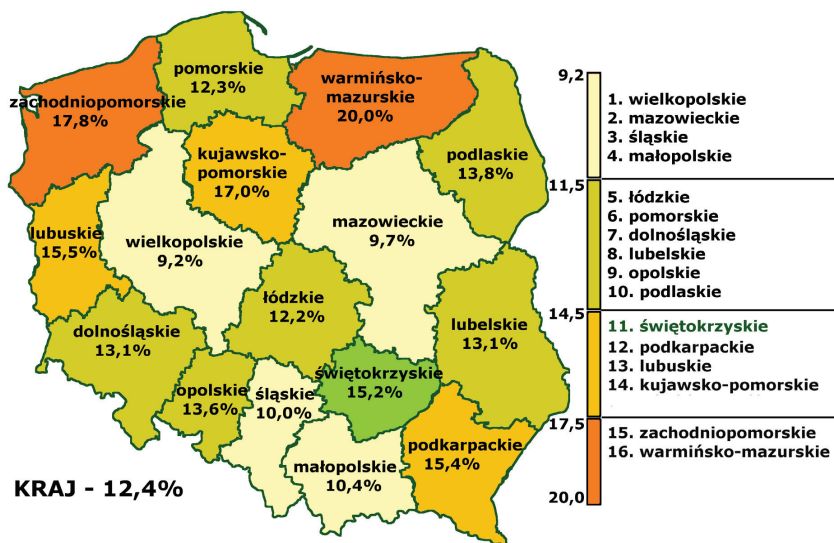 pomorskie
12,3%
warmińsko-
mazurskie
20,0%
zachodniopomorskie
17,8%
kujawsko-
pomorskie
17,0%
podlaskie
13,8%
lubuskie
15,5%
wielkopolskie
9,2%
mazowieckie
9,7%
łódzkie
12,2%
dolnośląskie
13,1%
lubelskie
13,1%
opolskie
13,6%
śląskie
10,0%
świętokrzyskie
15,2%
małopolskie
10,4%
podkarpackie
15,4%
KRAJ - 12,4%
9,2
1. wielkopolskie
2. mazowieckie
3. śląskie
4. małopolskie
11,5
5. łódzkie
6. pomorskie
7. dolnośląskie
8. lubelskie
9. opolskie
10. podlaskie
14,5
11. świętokrzyskie
12. podkarpackie
13. lubuskie
14. kujawsko-pomorskie
17,5
15. zachodniopomorskie
16. warmińsko-mazurskie
20,0